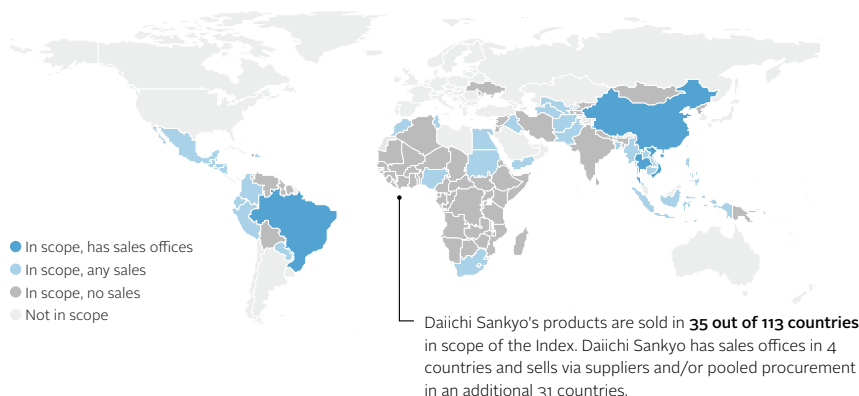 In scope, has sales offices
In scope, any sales
In scope, no sales
Not in scope
Daiichi Sankyo's products are sold in 35 out of 113 countries
in scope of the Index. Daiichi Sankyo has sales offices in 4
countries and sells via suppliers and/or pooled procurement
in an additional 31 countries.